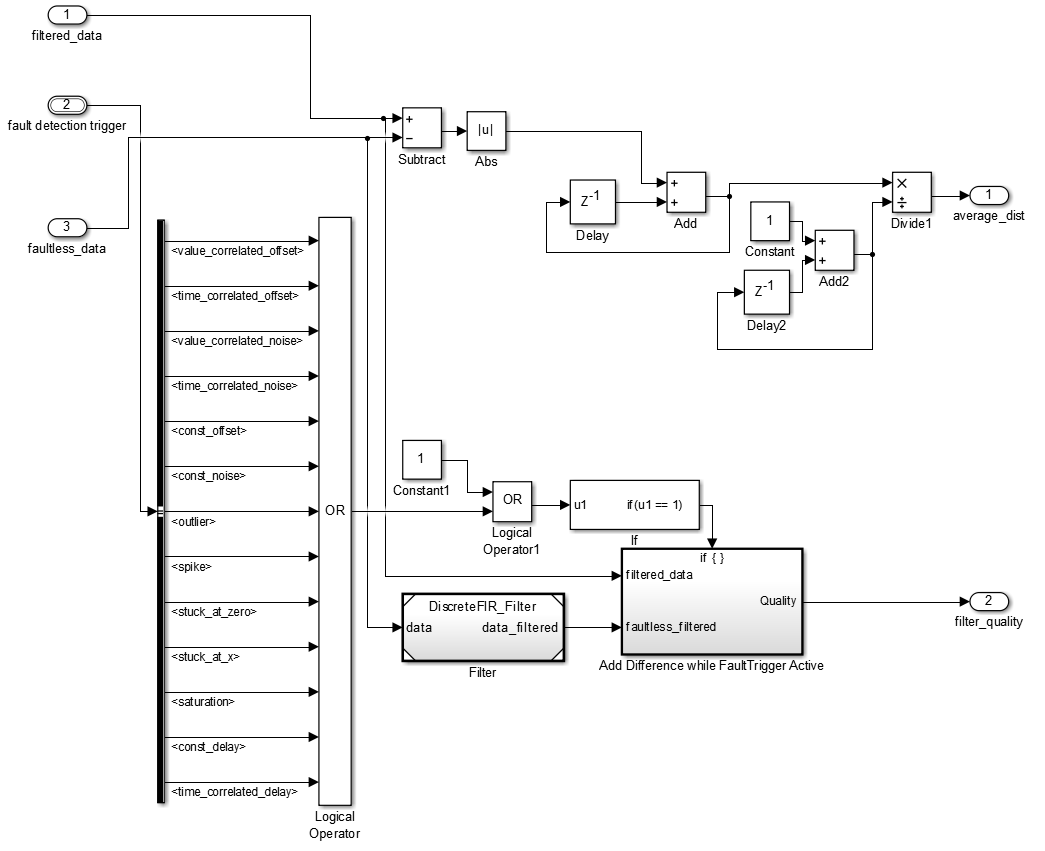 1
filtered_data
2
fault detection trigger
3
faultless_data
+
−
Subtract
|u|
Abs
Z-1
Delay
+
+
Add
1
Constant
Z-1
Delay2
+
+
Add2
×
÷
Divide1
1
average_dist
<value_correlated_offset>
<time_correlated_offset>
<value_correlated_noise>
<time_correlated_noise>
<const_offset>
<const_noise>
<outlier>
<spike>
<stuck_at_zero>
<stuck_at_x>
<saturation>
<const_delay>
<time_correlated_delay>
OR
Logical
Operator
1
Constant1
OR
Logical
Operator1
u1 if(u1 == 1)
If
DiscreteFIR_Filter
data data_filtered
Filter
if { }
filtered_data
Quality
faultless_filtered
Add Difference while FaultTrigger Active
2
filter_quality